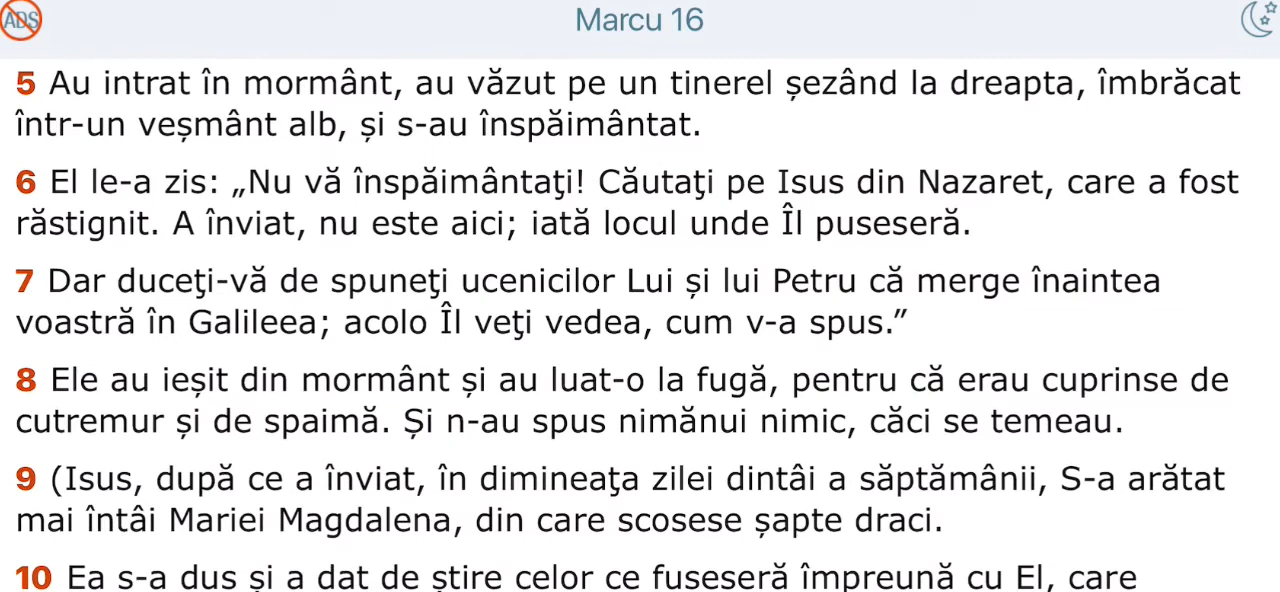 ADS
Marcu 16
5 Au intrat în mormânt, au văzut pe un tinerel șezând la dreapta, îmbrăcat
într-un veșmânt alb, și s-au înspăimântat.
6 El le-a zis: „Nu vă înspăimântaţi! Căutaţi pe Isus din Nazaret, care a fost
răstignit. A înviat, nu este aici; iată locul unde Îl puseseră.
7 Dar duceţi-vă de spuneţi ucenicilor Lui și lui Petru că merge înaintea
voastră în Galileea; acolo Îl veţi vedea, cum v-a spus.”
8 Ele au ieșit din mormânt și au luat-o la fugă, pentru că erau cuprinse de
cutremur și de spaimă. Și n-au spus nimănui nimic, căci se temeau.
9 (Isus, după ce a înviat, în dimineaţa zilei dintâi a săptămânii, S-a arătat
mai întâi Mariei Magdalena, din care scosese șapte draci.
10 Ea s-a dus și a dat de știre celor ce fuseseră împreună cu El, care